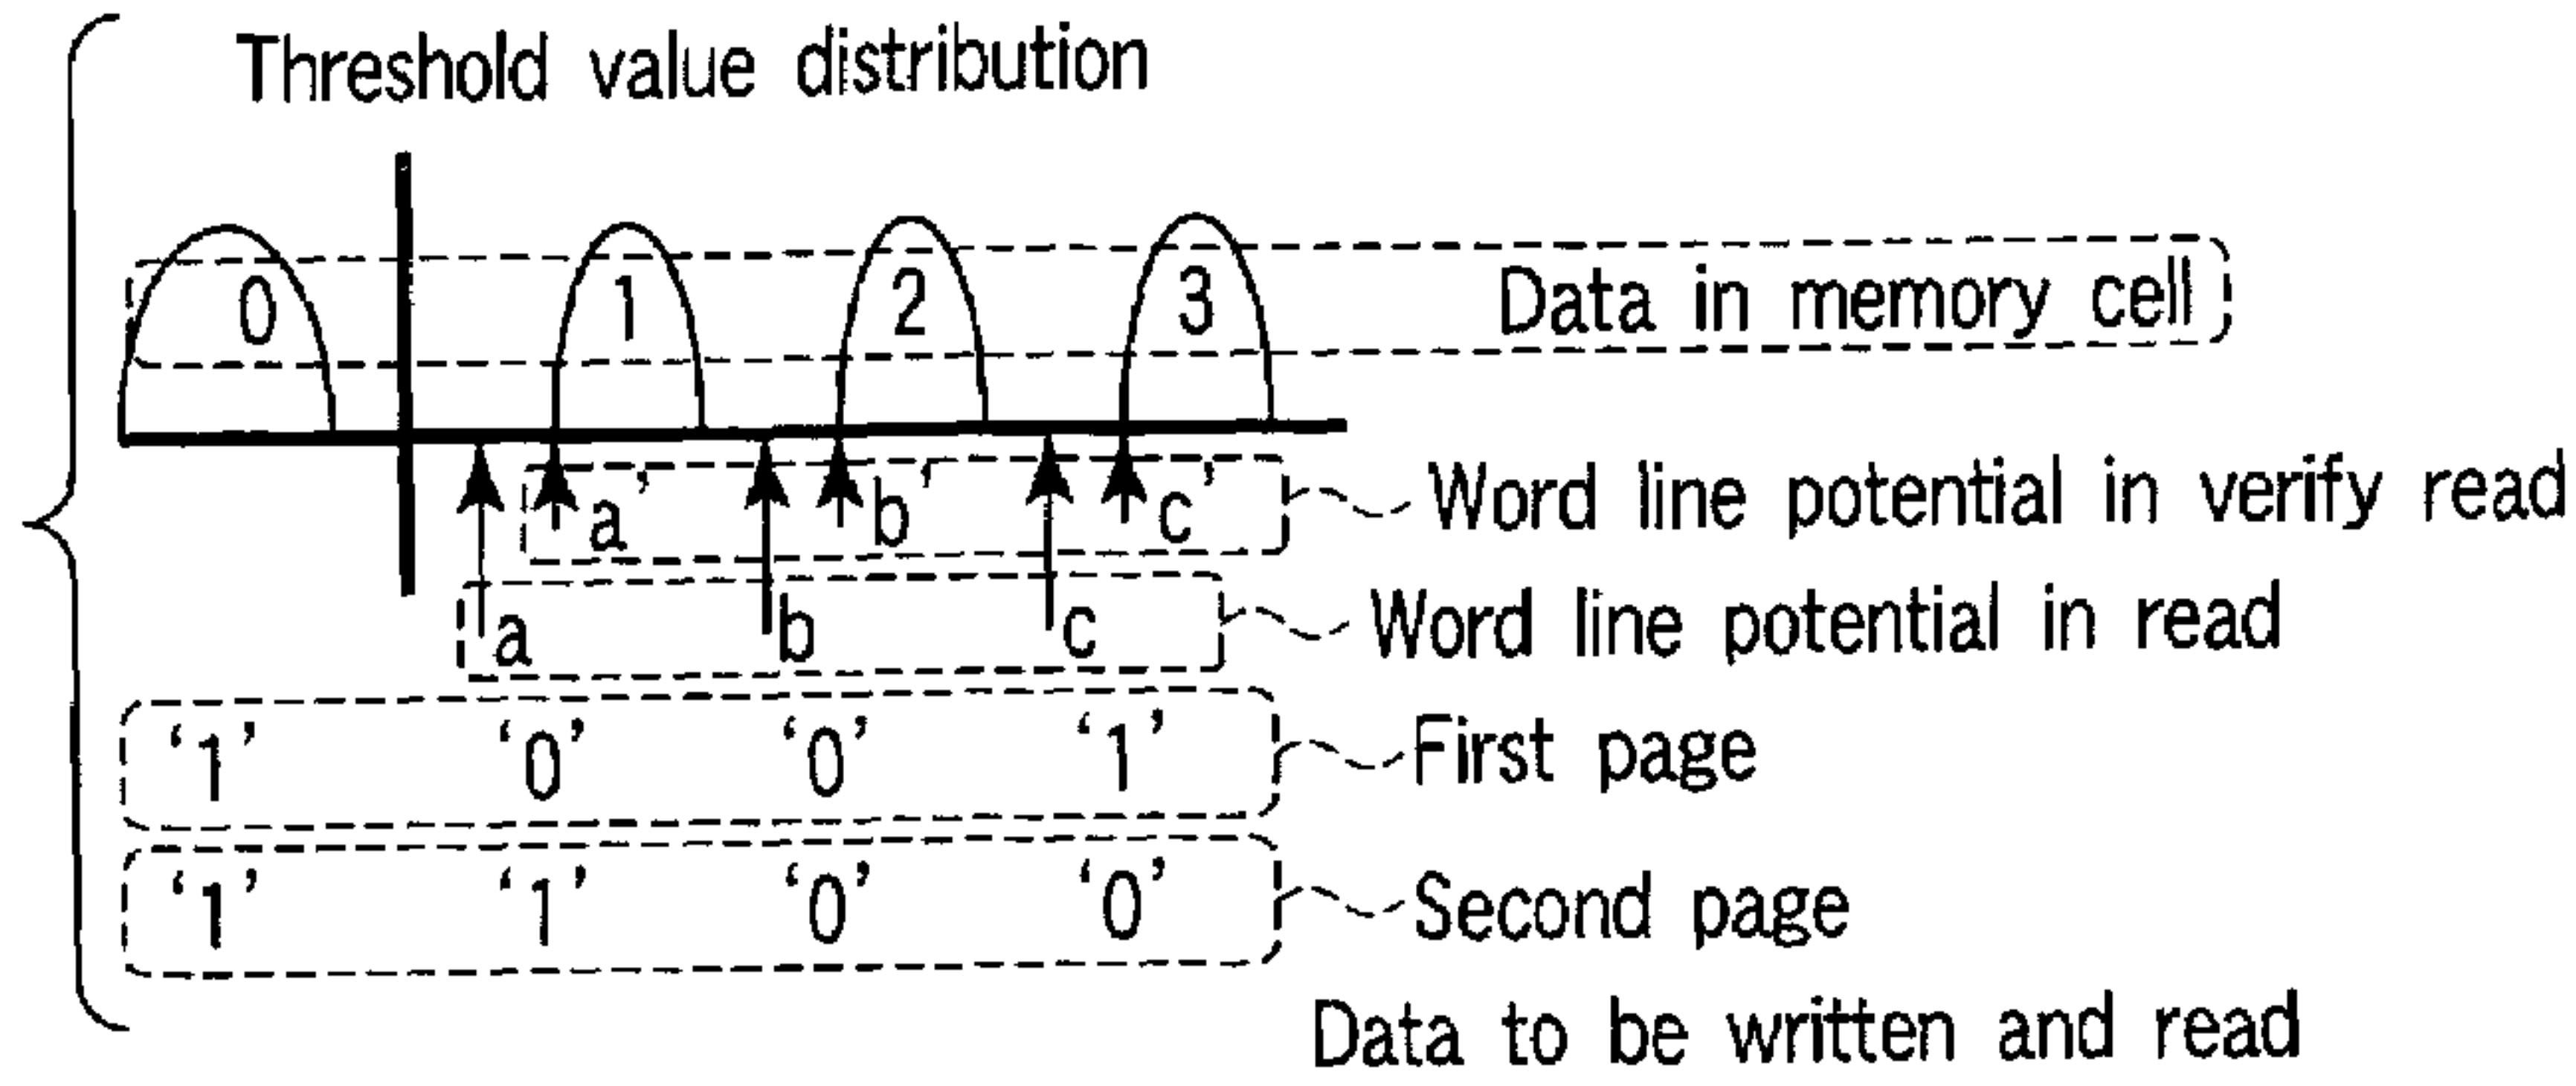 Threshold value distribution
0 1 2 3 Data in memory cell
a' b' c' Word line potential in verify read
a b c Word line potential in read
‘1’ ‘0’ ‘0’ ‘1’ First page
‘1’ ‘1’ ‘0’ ‘0’ Second page
Data to be written and read